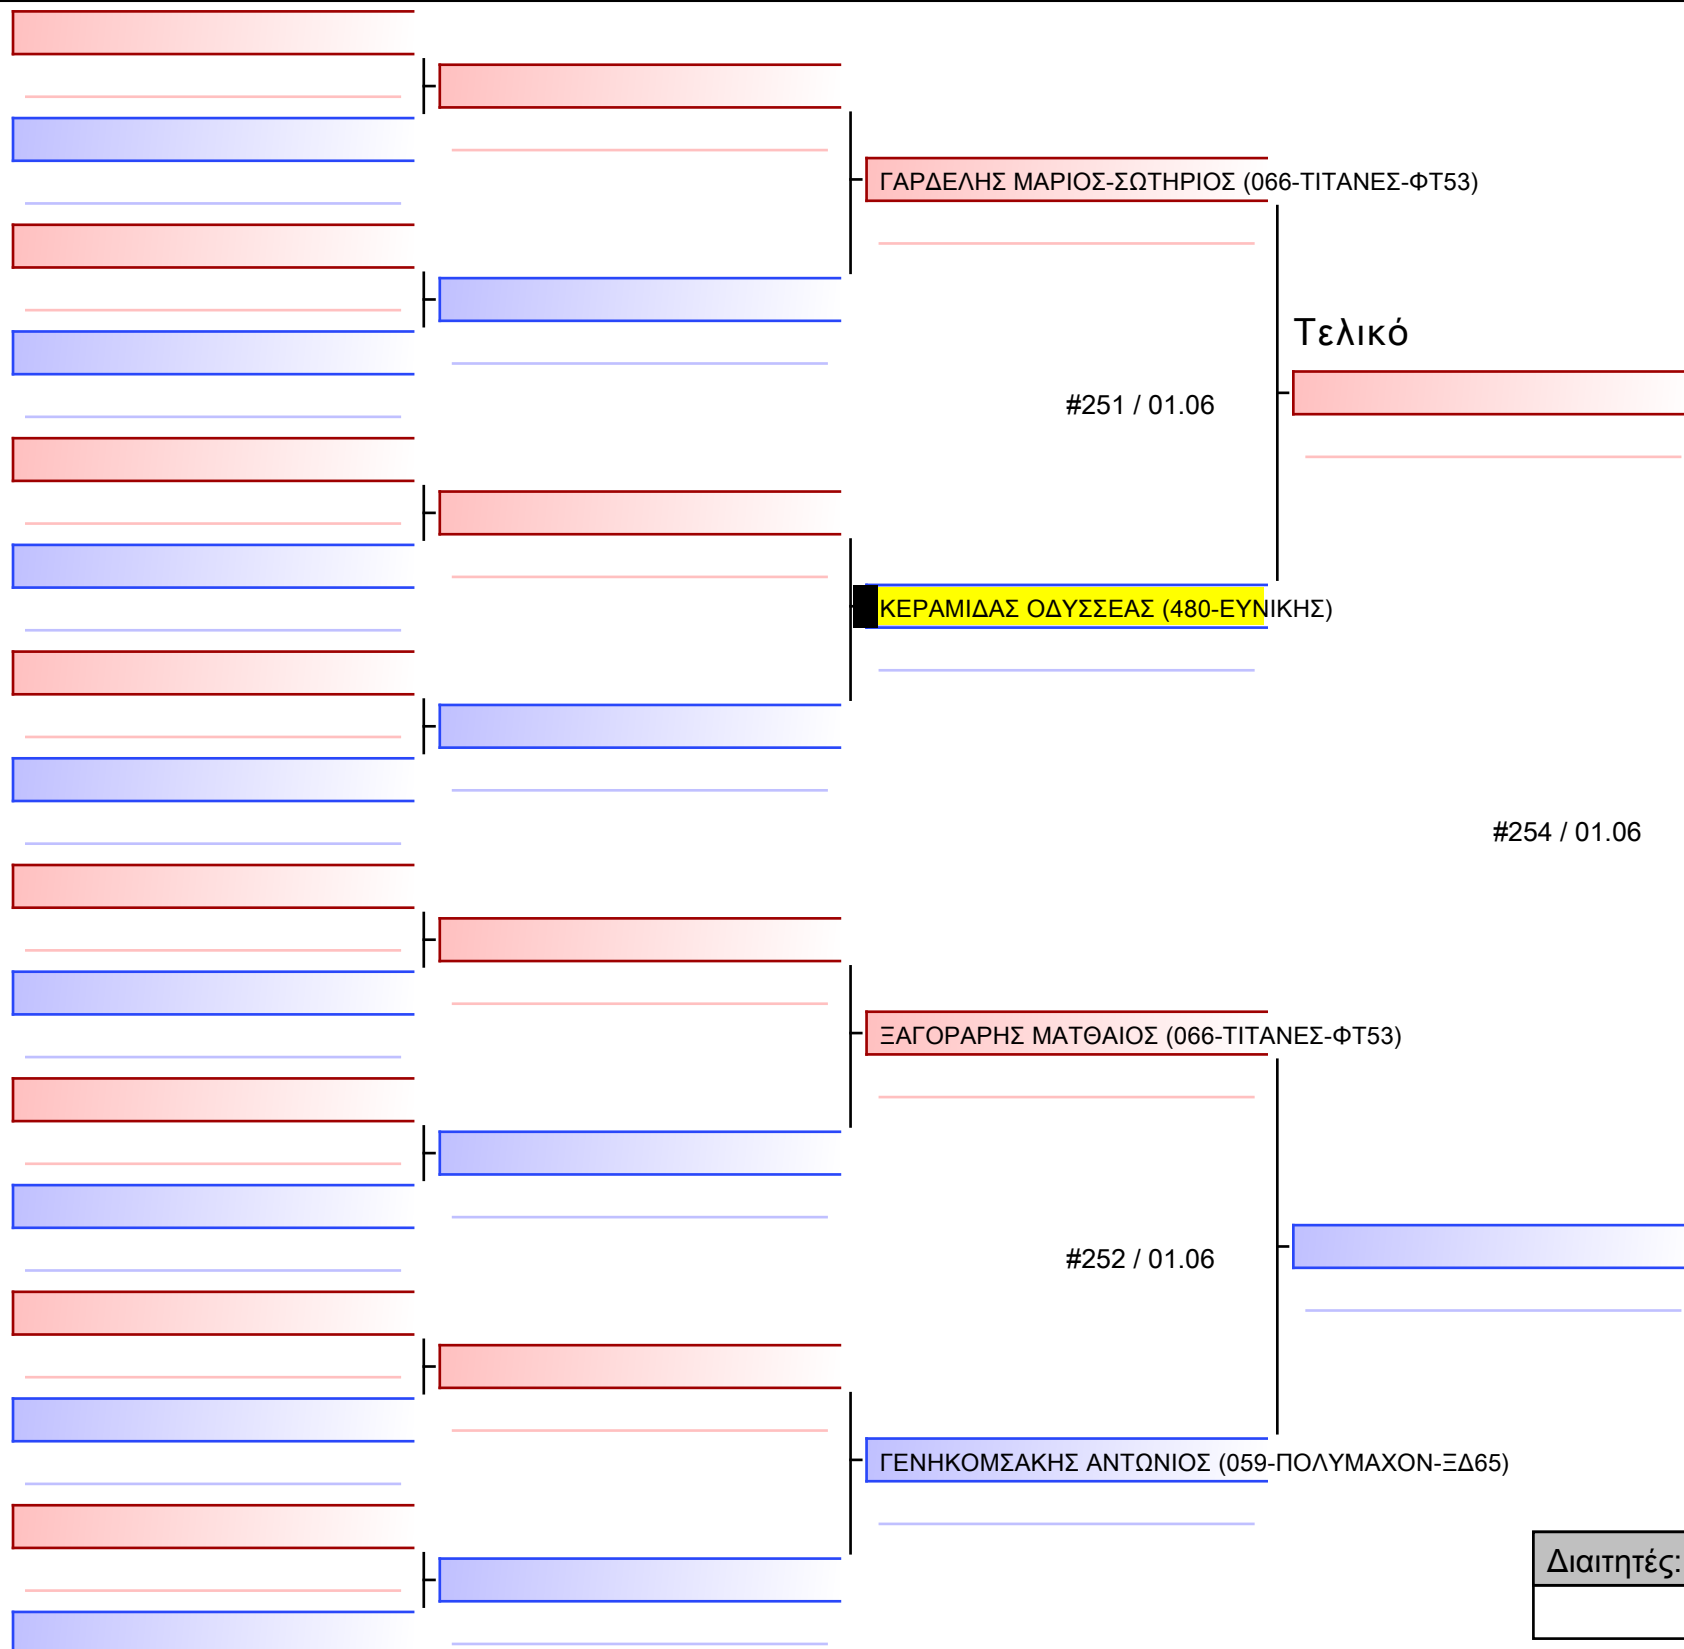 ΓΑΡΔΕΛΗΣ ΜΑΡΙΟΣ-ΣΩΤΗΡΙΟΣ (066-ΤΙΤΑΝΕΣ-ΦΤ53)
Τελικό
#251 / 01.06
ΚΕΡΑΜΙΔΑΣ ΟΔΥΣΣΕΑΣ (480-ΕΥΝΙΚΗΣ)
#254 / 01.06
ΞΑΓΟΡΑΡΗΣ ΜΑΤΘΑΙΟΣ (066-ΤΙΤΑΝΕΣ-ΦΤ53)
#252 / 01.06
ΓΕΝΗΚΟΜΣΑΚΗΣ ΑΝΤΩΝΙΟΣ (059-ΠΟΛΥΜΑΧΟΝ-ΞΔ65)
Διαιτητές: